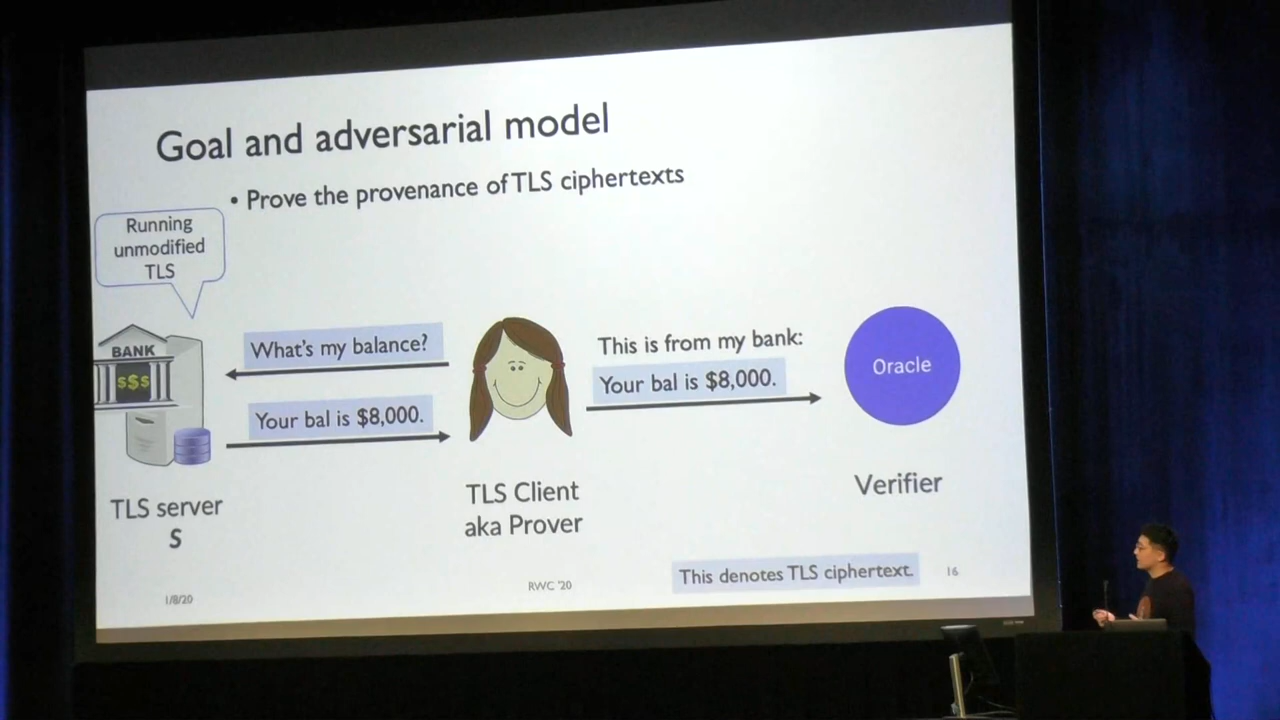 Goal and adversarial model
• Prove the provenance of TLS ciphertexts
Running
unmodified
TLS
BANK
$$$
What's my balance?
Your bal is $8,000.
This is from my bank:
Your bal is $8,000.
Oracle
TLS server
S
TLS Client
aka Prover
Verifier
This denotes TLS ciphertext.
1/8/20
RWC '20
16